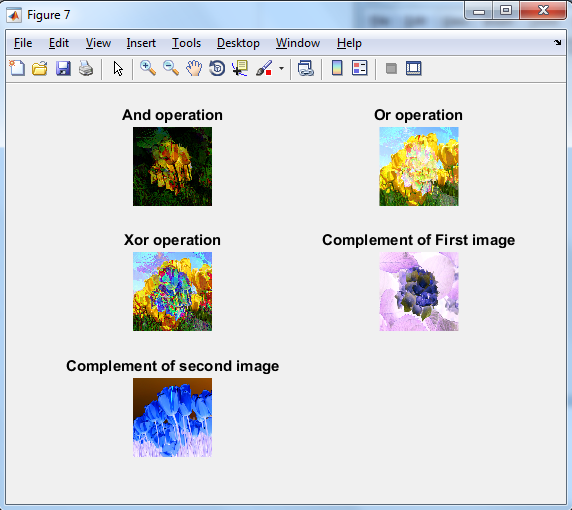 Figure 7
File Edit View Insert Tools Desktop Window Help
And operation
Or operation
Xor operation
Complement of First image
Complement of second image